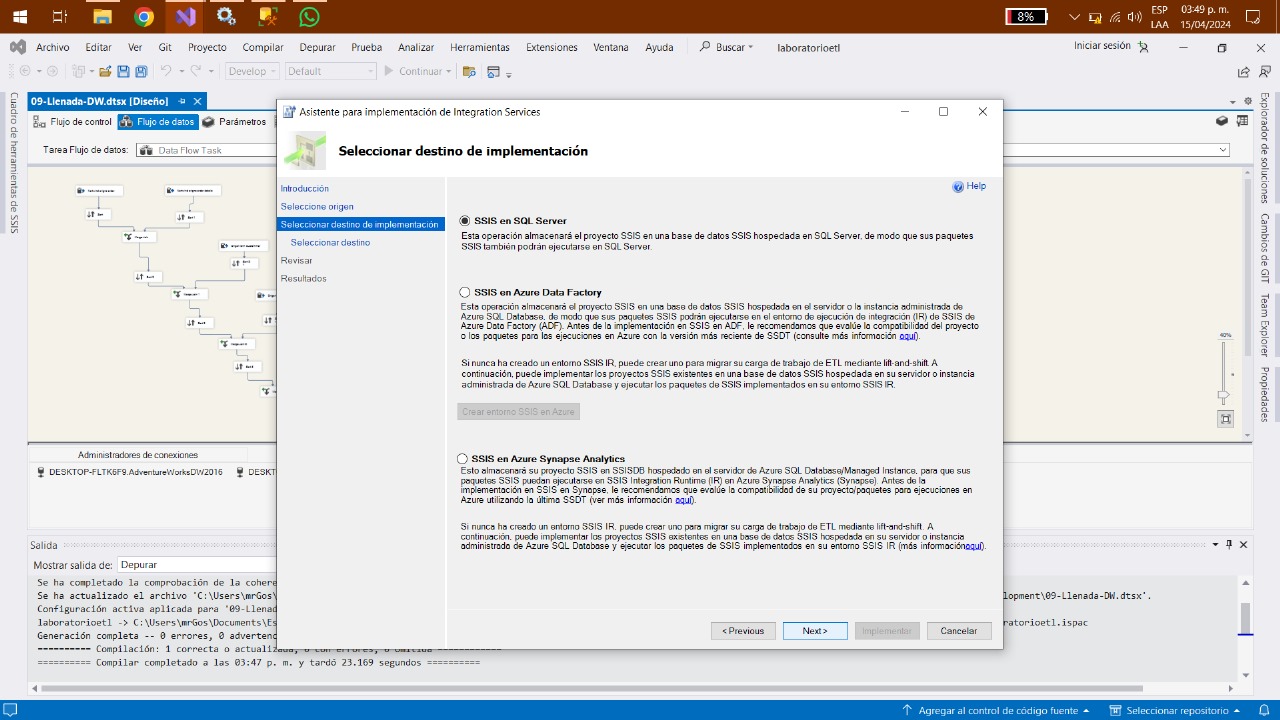 8%
ESP
LAA
03:49 p. m.
15/04/2024
Archivo Editar Ver Git Proyecto Compilar Depurar Prueba Analizar Herramientas Extensiones Ventana Ayuda Buscar laboratorioetl Iniciar sesión
Develop Default Continuar
Cuadro de herramientas de SSIS
09-Llenada-DW.dtsx [Diseño]
Flujo de control Flujo de datos Parámetros
Tarea Flujo de datos: Data Flow Task
40%
Administradores de conexiones
DESKTOP-FLTK6F9.AdventureWorksDW2016 DESKT
Explorador de soluciones
Cambios de GIT
Team Explorer
Propiedades
Asistente para implementación de Integration Services
Seleccionar destino de implementación
Introducción
Seleccione origen
Seleccionar destino de implementación
Seleccionar destino
Revisar
Resultados
Help
SSIS en SQL Server
Esta operación almacenará el proyecto SSIS en una base de datos SSIS hospedada en SQL Server, de modo que sus paquetes
SSIS también podrán ejecutarse en SQL Server.
SSIS en Azure Data Factory
Esta operación almacenará el proyecto SSIS en una base de datos SSIS hospedada en el servidor o la instancia administrada de
Azure SQL Database, de modo que sus paquetes SSIS podrán ejecutarse en el entorno de ejecución de integración (IR) de SSIS de
Azure Data Factory (ADF). Antes de la implementación en SSIS en ADF, le recomendamos que evalúe la compatibilidad del proyecto
o los paquete para las ejecuciones en Azure con la versión más reciente de SSDT (consulte más información aquí).
Si nunca ha creado un entorno SSIS IR, puede crear uno para migrar su carga de trabajo de ETL mediante lift-and-shift. A
continuación, puede implementar los proyectos SSIS existentes en una base de datos SSIS hospedada en su servidor o instancia
administrada de Azure SQL Database y ejecutar los paquetes de SSIS implementados en su entorno SSIS IR.
Crear entorno SSIS en Azure
SSIS en Azure Synapse Analytics
Esto almacenará su proyecto SSIS en SSISDB hospedado en el servidor de Azure SQL Database/Managed Instance, para que sus
paquetes SSIS puedan ejecutarse en SSIS Integration Runtime (IR) en Azure Synapse Analytics (Synapse). Antes de la
implementación en SSIS en Synapse, le recomendamos que evalúe la compatibilidad de su proyecto/paquetes para ejecuciones en
Azure utilizando la última SSDT (ver más información aquí).
Si nunca ha creado un entorno SSIS IR, puede crear uno para migrar su carga de trabajo de ETL mediante lift-and-shift. A
continuación, puede implementar los proyectos SSIS existentes en una base de datos SSIS hospedada en su servidor o instancia
administrada de Azure SQL Database y ejecutar los paquetes de SSIS implementados en su entorno SSIS IR (más informaciónaquí).
< Previous Next > Implementar Cancelar
Salida
Mostrar salida de: Depurar
Se ha completado la comprobación de la cohere
Se ha actualizado el archivo 'C:\Users\mrGos\ lopment\09-Llenada-DW.dtsx'.
Configuración activa aplicada para '09-Llenad
laboratorioetl -> C:\Users\mrGos\Documents\Es ratorioetl.ispac
Generación completa -- 0 errores, 0 advertenc
========== Compilación: 1 correcta o actualizada, 0 con errores, 0 omitida ==========
========== Compilar completado a las 03:47 p. m. y tardó 23.169 segundos ==========
Agregar al control de código fuente Seleccionar repositorio